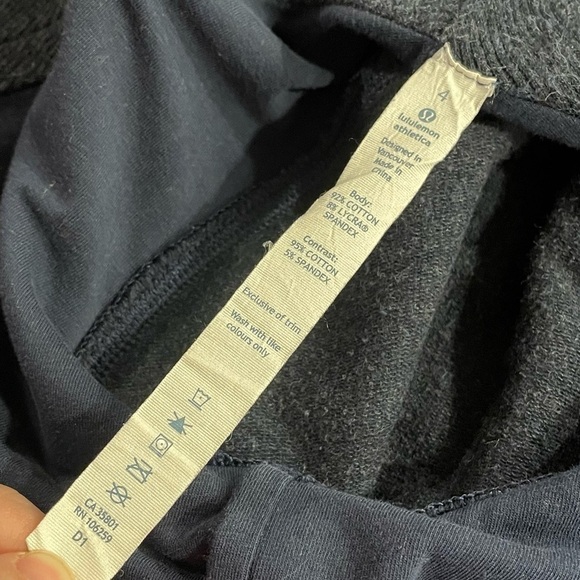 4
lululemon
athletica
Designed in
Vancouver
Made in
China
Body:
92% COTTON
8% LYCRA®
SPANDEX
Contrast:
95% COTTON
5% SPANDEX
Exclusive of trim
Wash with like
colours only
CA 35801
RN 106259
D1